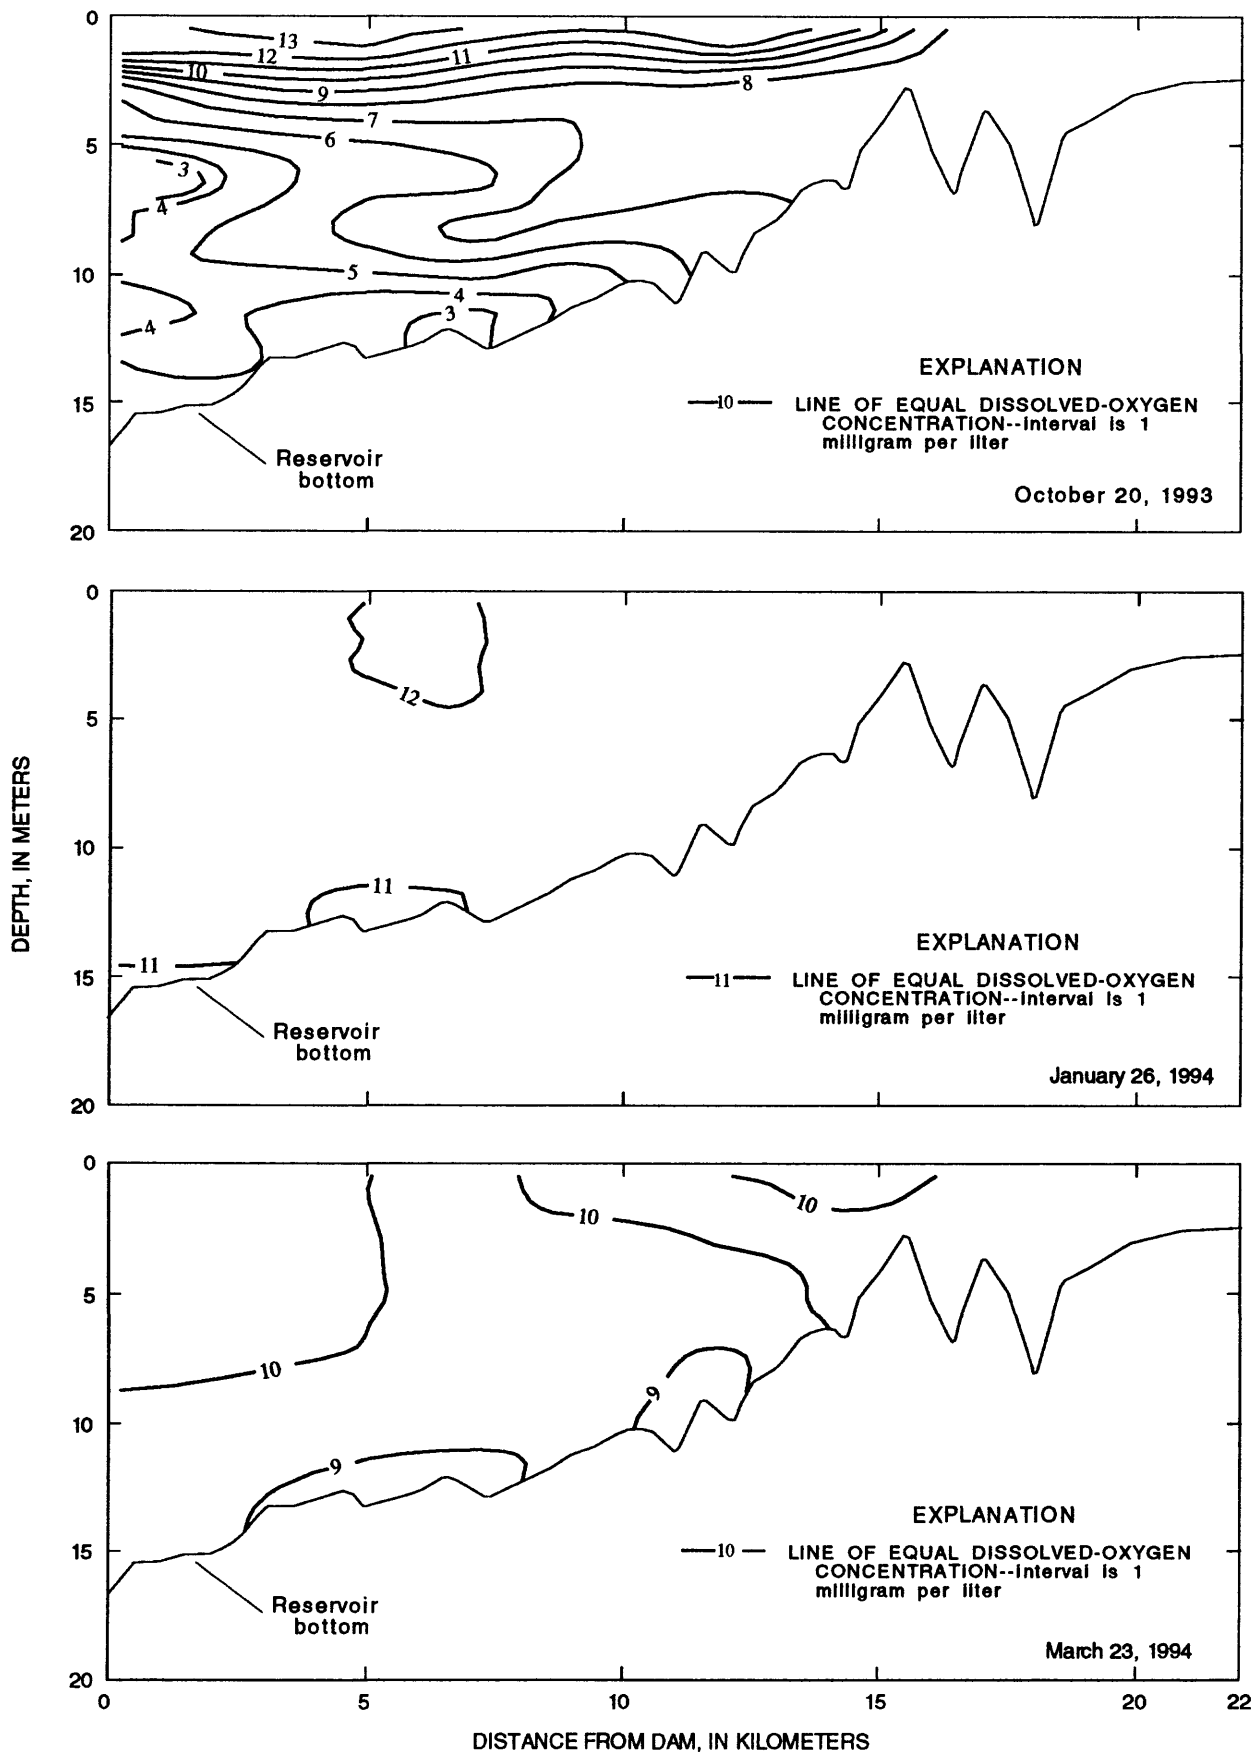 0
13
12
11
10
9
8
7
6
5
3
4
5
10
4
3
4
EXPLANATION
10
LINE OF EQUAL DISSOLVED-OXYGEN
CONCENTRATION--Interval is 1
milligram per liter
15
Reservoir
bottom
October 20, 1993
20
0
12
5
DEPTH, IN METERS
10
11
EXPLANATION
11
15
11
LINE OF EQUAL DISSOLVED-OXYGEN
CONCENTRATION--Interval is 1
milligram per liter
Reservoir
bottom
January 26, 1994
20
0
10
10
5
10
9
10
9
EXPLANATION
15
10
LINE OF EQUAL DISSOLVED-OXYGEN
CONCENTRATION--Interval is 1
milligram per liter
Reservoir
bottom
March 23, 1994
20
0 5 10 15 20 22
DISTANCE FROM DAM, IN KILOMETERS